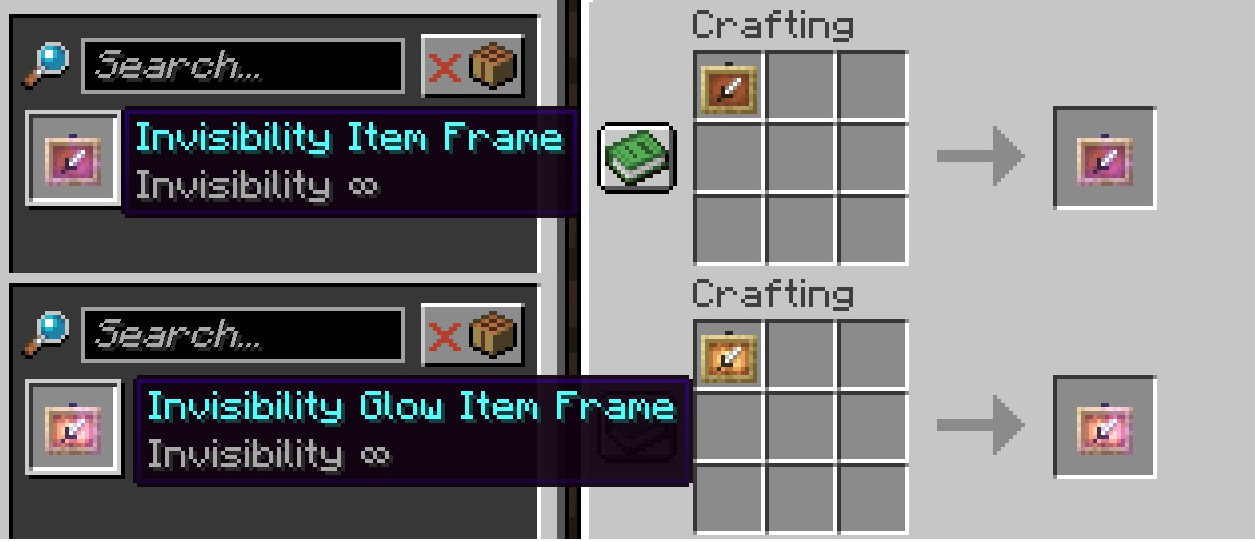 Search...
Invisibility Item Frame
Invisibility ∞
Crafting
Search...
Invisibility Glow Item Frame
Invisibility ∞
Crafting